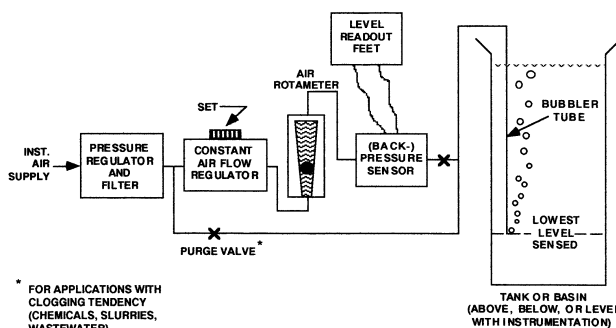 LEVEL
READOUT
FEET
AIR
ROTAMETER
SET
INST.
AIR
SUPPLY
PRESSURE
REGULATOR
AND
FILTER
CONSTANT
AIR FLOW
REGULATOR
(BACK-)
PRESSURE
SENSOR
BUBBLER
TUBE
LOWEST
LEVEL
SENSED
PURGE VALVE *
* FOR APPLICATIONS WITH
CLOGGING TENDENCY
(CHEMICALS, SLURRIES,
WASTEWATER)
TANK OR BASIN
(ABOVE, BELOW, OR LEVEL
WITH INSTRUMENTATION)